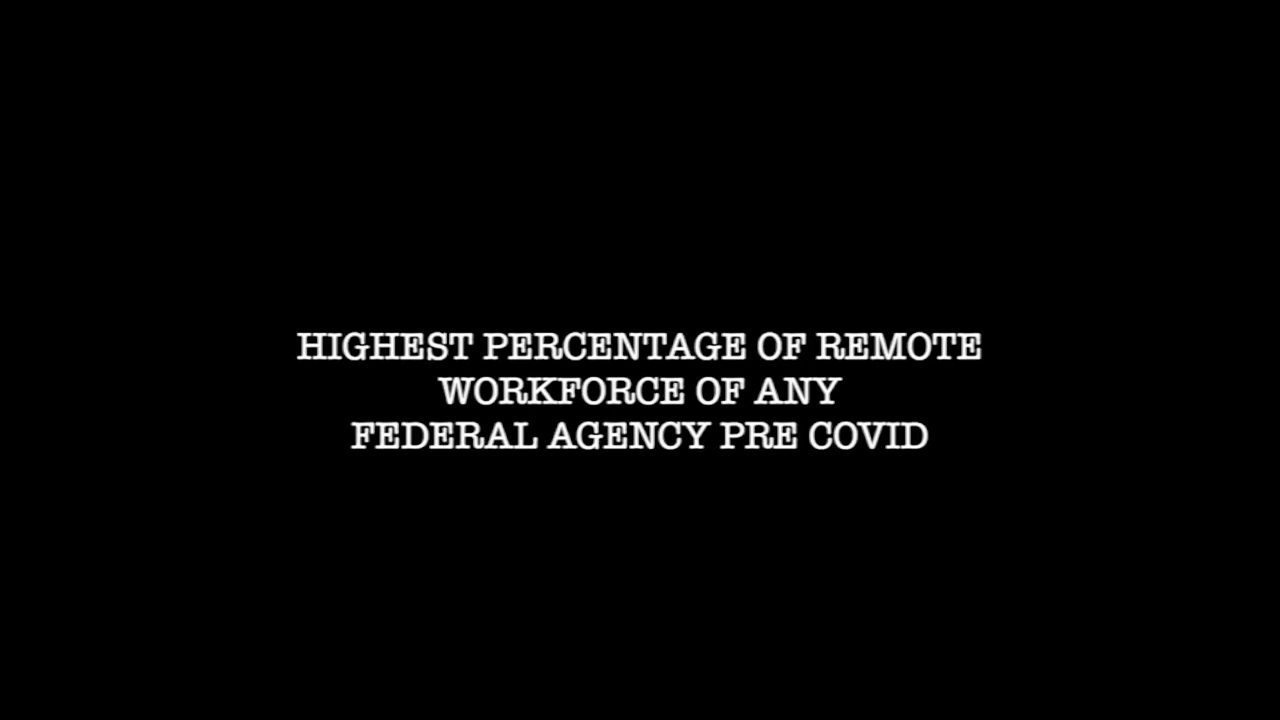 HIGHEST PERCENTAGE OF REMOTE
WORKFORCE OF ANY
FEDERAL AGENCY PRE COVID